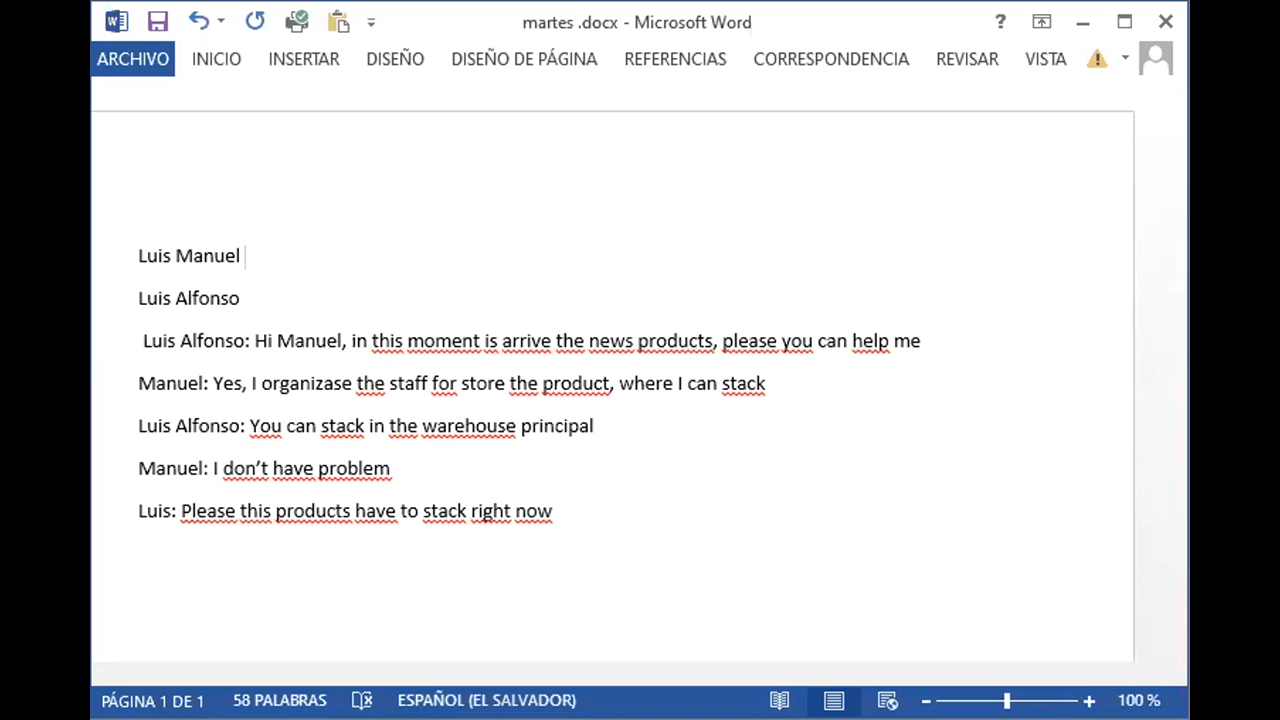 martes .docx - Microsoft Word
ARCHIVO INICIO INSERTAR DISEÑO DISEÑO DE PÁGINA REFERENCIAS CORRESPONDENCIA REVISAR VISTA
Luis Manuel
Luis Alfonso
Luis Alfonso: Hi Manuel, in this moment is arrive the news products, please you can help me
Manuel: Yes, I organizase the staff for store the product, where I can stack
Luis Alfonso: You can stack in the warehouse principal
Manuel: I don’t have problem
Luis: Please this products have to stack right now
PÁGINA 1 DE 1 58 PALABRAS ESPAÑOL (EL SALVADOR) 100 %